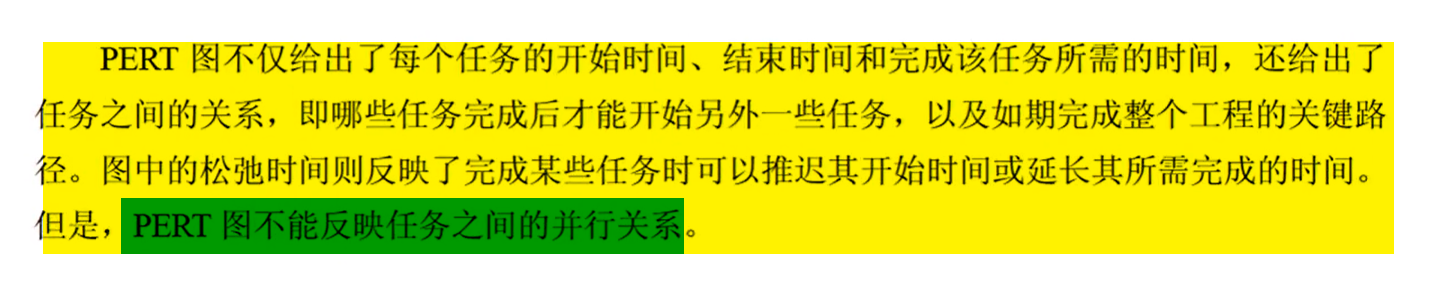 PERT 图不仅给出了每个任务的开始时间、结束时间和完成该任务所需的时间，还给出了
任务之间的关系，即哪些任务完成后才能开始另外一些任务，以及如期完成整个工程的关键路
径。图中的松弛时间则反映了完成某些任务时可以推迟其开始时间或延长其所需完成的时间。
但是，PERT 图不能反映任务之间的并行关系。